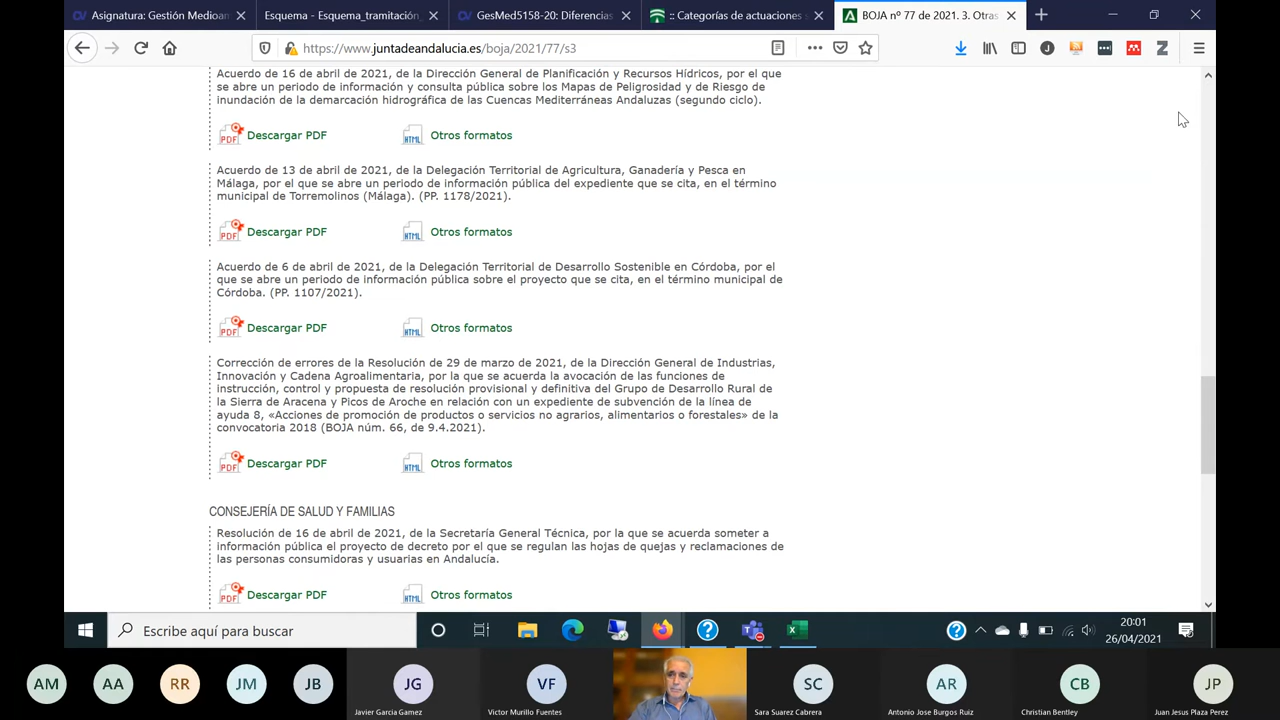 Asignatura: Gestión Medioam
Esquema - Esquema_tramitación_
GesMed5158-20: Diferencias
:: Categorías de actuaciones s
BOJA nº 77 de 2021. 3. Otras
https://www.juntadeandalucia.es/boja/2021/77/s3
Acuerdo de 16 de abril de 2021, de la Dirección General de Planificación y Recursos Hídricos, por el que
se abre un periodo de información y consulta pública sobre los Mapas de Peligrosidad y de Riesgo de
inundación de la demarcación hidrográfica de las Cuencas Mediterráneas Andaluzas (segundo ciclo).
PDF Descargar PDF HTML Otros formatos
Acuerdo de 13 de abril de 2021, de la Delegación Territorial de Agricultura, Ganadería y Pesca en
Málaga, por el que se abre un periodo de información pública del expediente que se cita, en el término
municipal de Torremolinos (Málaga). (PP. 1178/2021).
PDF Descargar PDF HTML Otros formatos
Acuerdo de 6 de abril de 2021, de la Delegación Territorial de Desarrollo Sostenible en Córdoba, por el
que se abre un periodo de información pública sobre el proyecto que se cita, en el término municipal de
Córdoba. (PP. 1107/2021).
PDF Descargar PDF HTML Otros formatos
Corrección de errores de la Resolución de 29 de marzo de 2021, de la Dirección General de Industrias,
Innovación y Cadena Agroalimentaria, por la que se acuerda la avocación de las funciones de
instrucción, control y propuesta de resolución provisional y definitiva del Grupo de Desarrollo Rural de
la Sierra de Aracena y Picos de Aroche en relación con un expediente de subvención de la línea de
ayuda 8, «Acciones de promoción de productos o servicios no agrarios, alimentarios o forestales» de la
convocatoria 2018 (BOJA núm. 66, de 9.4.2021).
PDF Descargar PDF HTML Otros formatos
CONSEJERÍA DE SALUD Y FAMILIAS
Resolución de 16 de abril de 2021, de la Secretaría General Técnica, por la que se acuerda someter a
información pública el proyecto de decreto por el que se regulan las hojas de quejas y reclamaciones de
las personas consumidoras y usuarias en Andalucía.
PDF Descargar PDF HTML Otros formatos
Escribe aquí para buscar
20:01
26/04/2021
AM AA RR JM JB JG VF SC AR CB JP
Javier Garcia Gamez Victor Murillo Fuentes Sara Suarez Cabrera Antonio Jose Burgos Ruiz Christian Bentley Juan Jesus Plaza Perez